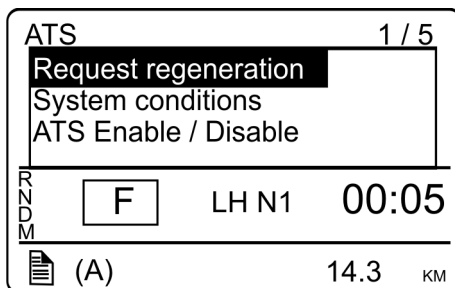 ATS 1 / 5
Request regeneration
System conditions
ATS Enable / Disable
R
N
D
M
F LH N1 00:05
(A) 14.3 KM